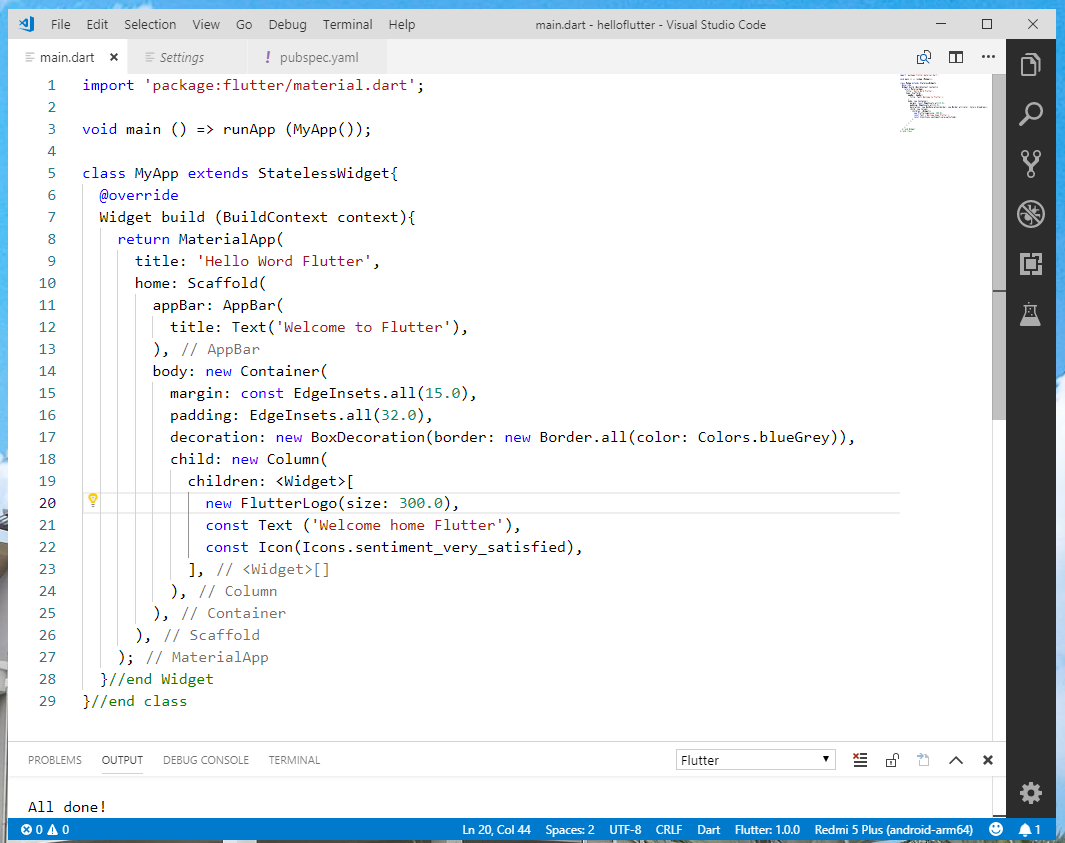 File Edit Selection View Go Debug Terminal Help main.dart - helloflutter - Visual Studio Code
main.dart Settings pubspec.yaml
1 import 'package:flutter/material.dart';
2
3 void main () => runApp (MyApp());
4
5 class MyApp extends StatelessWidget{
6 @override
7 Widget build (BuildContext context){
8 return MaterialApp(
9 title: 'Hello Word Flutter',
10 home: Scaffold(
11 appBar: AppBar(
12 title: Text('Welcome to Flutter'),
13 ), // AppBar
14 body: new Container(
15 margin: const EdgeInsets.all(15.0),
16 padding: EdgeInsets.all(32.0),
17 decoration: new BoxDecoration(border: new Border.all(color: Colors.blueGrey)),
18 child: new Column(
19 children: <Widget>[
20 new FlutterLogo(size: 300.0),
21 const Text ('Welcome home Flutter'),
22 const Icon(Icons.sentiment_very_satisfied),
23 ], // <Widget>[]
24 ), // Column
25 ), // Container
26 ), // Scaffold
27 ); // MaterialApp
28 }//end Widget
29 }//end class
PROBLEMS OUTPUT DEBUG CONSOLE TERMINAL Flutter
All done!
0 0 Ln 20, Col 44 Spaces: 2 UTF-8 CRLF Dart Flutter: 1.0.0 Redmi 5 Plus (android-arm64) 1